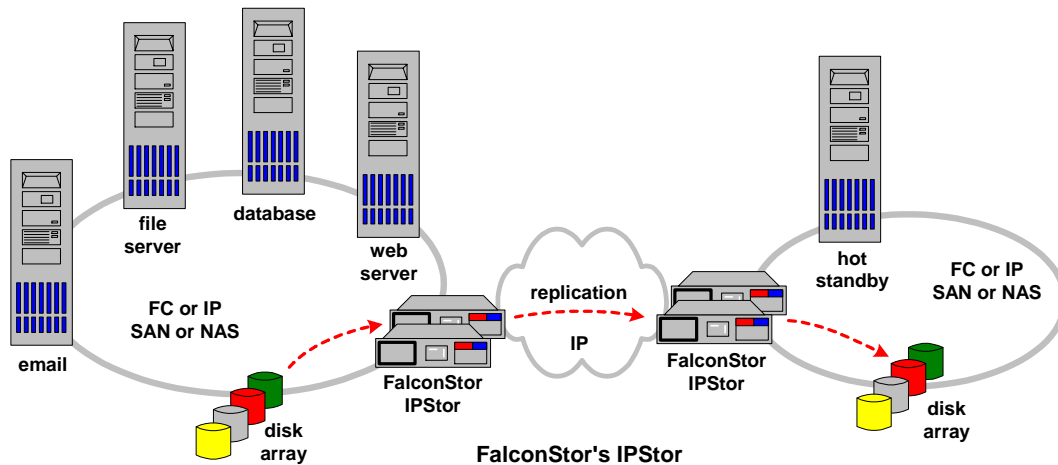 email
file
server
database
web
server
FC or IP
SAN or NAS
disk
array
FalconStor
IPStor
replication
IP
FalconStor
IPStor
hot
standby
FC or IP
SAN or NAS
disk
array
FalconStor's IPStor